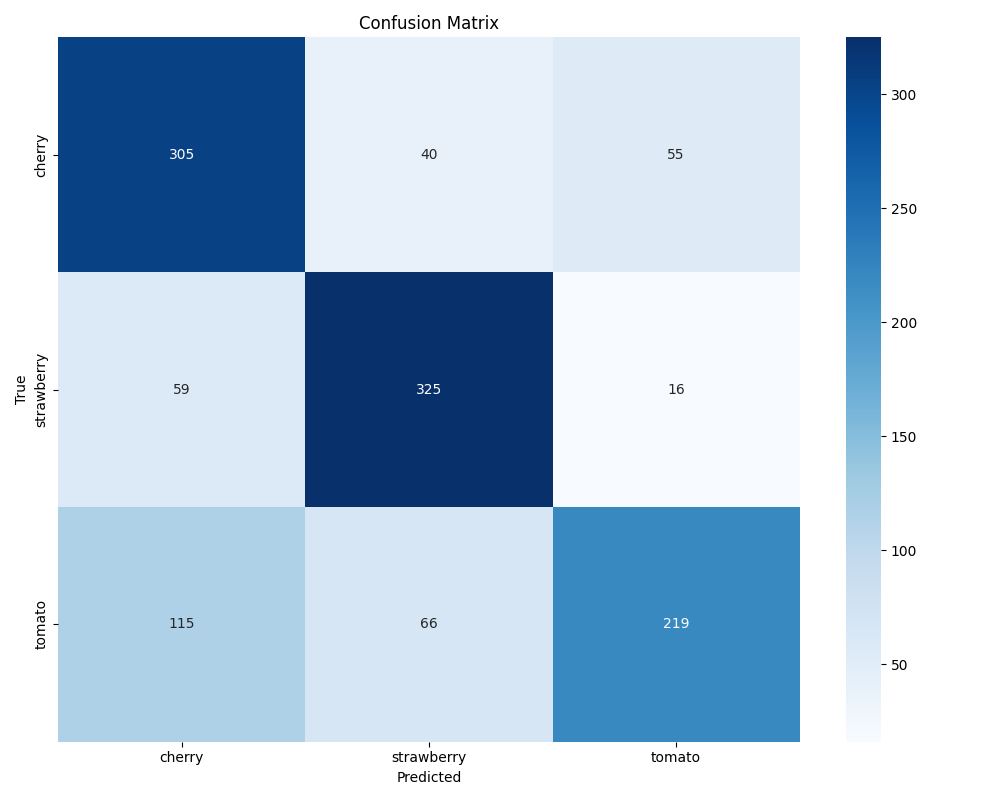 Confusion Matrix
cherry
305
40
55
300
250
True
strawberry
59
325
16
200
150
tomato
115
66
219
100
50
cherry
strawberry
tomato
Predicted